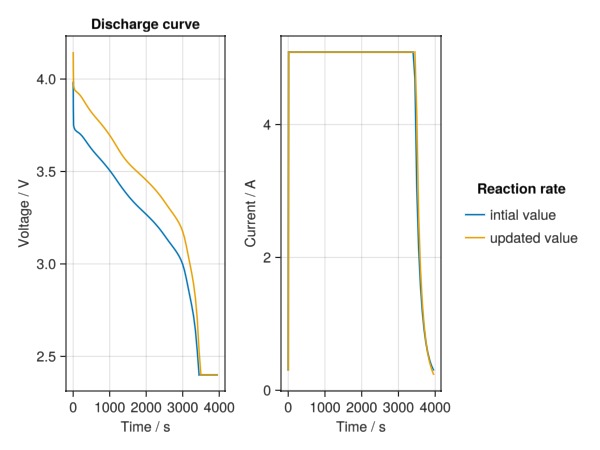 Discharge curve
4.0
3.5
3.0
2.5
Voltage / V
0 1000 2000 3000 4000
Time / s
4
2
0
Current / A
0 1000 2000 3000 4000
Time / s
Reaction rate
intial value
updated value